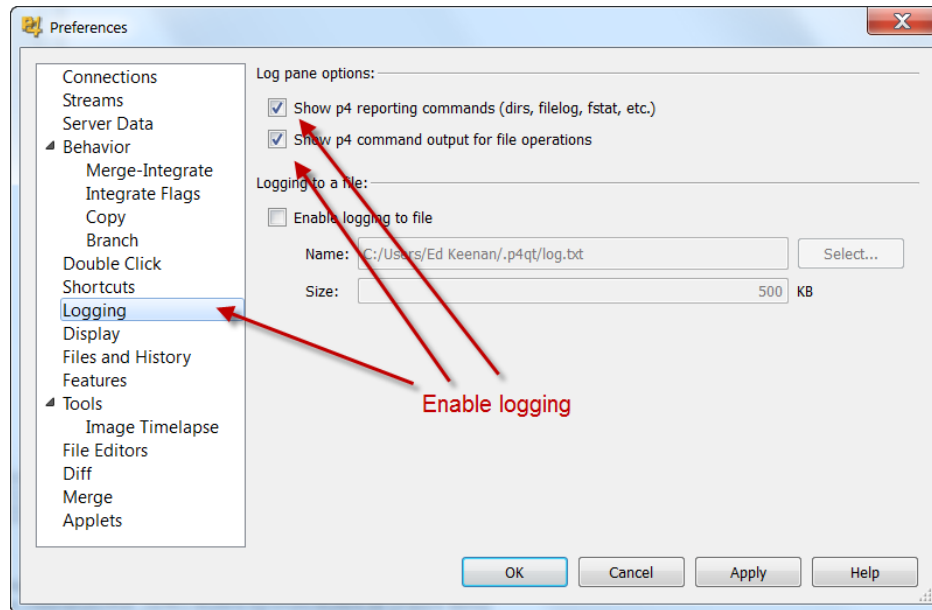 Preferences
Connections
Streams
Server Data
Behavior
Merge-Integrate
Integrate Flags
Copy
Branch
Double Click
Shortcuts
Logging
Display
Files and History
Features
Tools
Image Timelapse
File Editors
Diff
Merge
Applets
Log pane options:
Show p4 reporting commands (dirs, filelog, fstat, etc.)
Show p4 command output for file operations
Logging to a file:
Enable logging to file
Name: C:/Users/Ed Keenan/.p4qt/log.txt Select...
Size: 500 KB
Enable logging
OK Cancel Apply Help